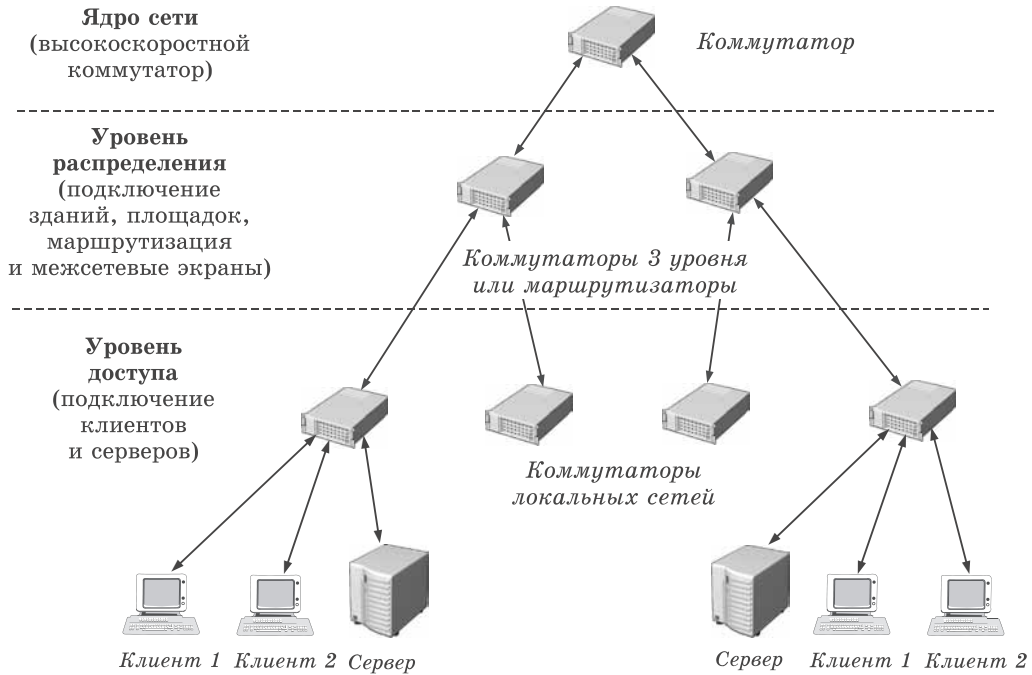 Ядро сети
(высокоскоростной
коммутатор)
Коммутатор
Уровень
распределения
(подключение
зданий, площадок,
маршрутизация
и межсетевые экраны)
Коммутаторы 3 уровня
или маршрутизаторы
Уровень
доступа
(подключение
клиентов
и серверов)
Коммутаторы
локальных сетей
Клиент 1
Клиент 2
Сервер
Сервер
Клиент 1
Клиент 2